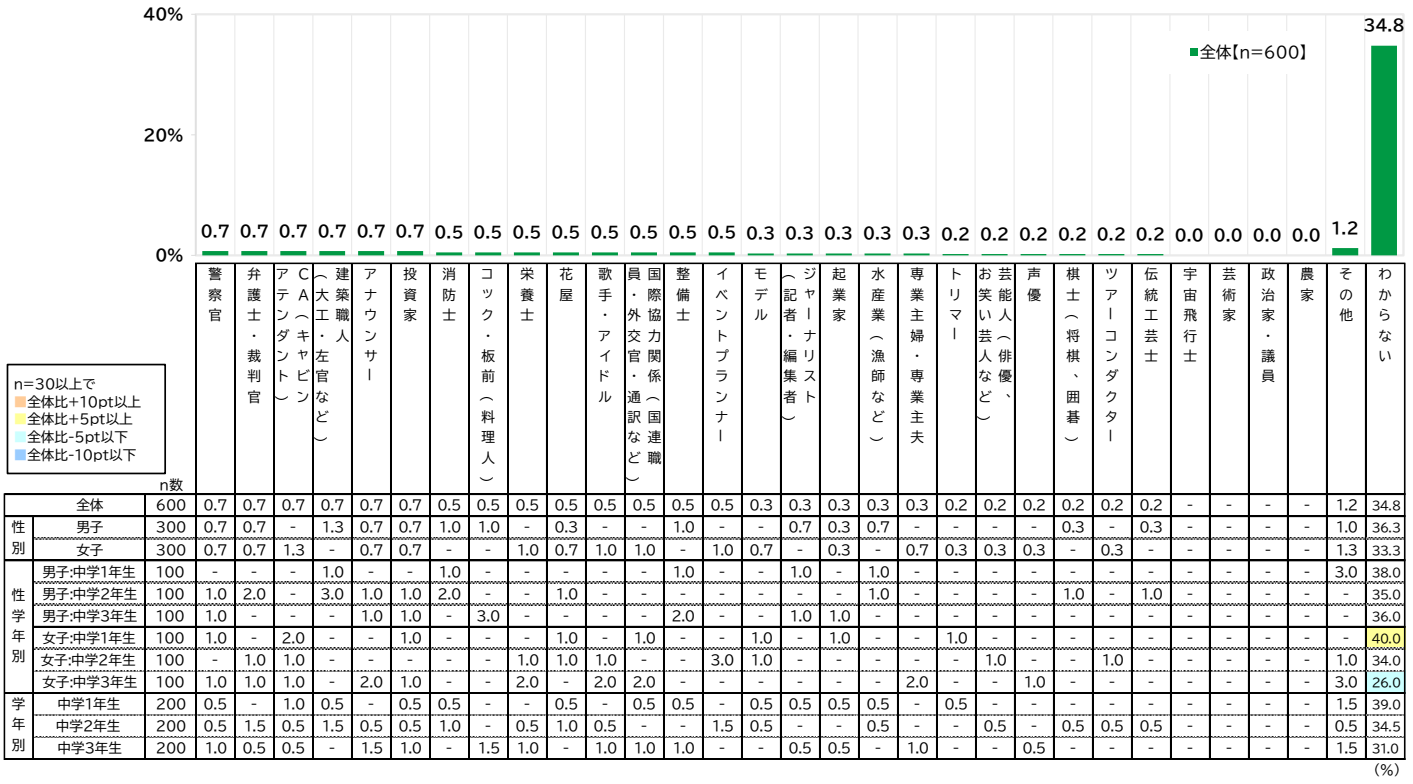 40%
20%
0%
■全体【n=600】
0.7 0.7 0.7 0.7 0.7 0.7 0.5 0.5 0.5 0.5 0.5 0.5 0.5 0.5 0.3 0.3 0.3 0.3 0.3 0.2 0.2 0.2 0.2 0.2 0.2 0.0 0.0 0.0 0.0 1.2 34.8
警察官
弁護士・裁判官
CA（キャビンアテンダント）
建築職人（大工・左官など）
アナウンサー
投資家
消防士
コック・板前（料理人）
栄養士
花屋
歌手・アイドル
国際協力関係（国連職員・外交官・通訳など）
整備士
イベントプランナー
モデル
ジャーナリスト（記者・編集者）
起業家
水産業（漁師など）
専業主婦・専業主夫
トリマー
芸能人（俳優、お笑い芸人など）
声優
棋士（将棋、囲碁）
ツアーコンダクター
伝統工芸士
宇宙飛行士
芸術家
政治家・議員
農家
その他
わからない
n=30以上で
全体比+10pt以上
全体比+5pt以上
全体比-5pt以下
全体比-10pt以下
n数
全体 600 0.7 0.7 0.7 0.7 0.7 0.7 0.5 0.5 0.5 0.5 0.5 0.5 0.5 0.5 0.3 0.3 0.3 0.3 0.3 0.2 0.2 0.2 0.2 0.2 0.2 - - - - 1.2 34.8
性別
男子 300 0.7 0.7 - 1.3 0.7 0.7 1.0 1.0 - 0.3 - - 1.0 - - 0.7 0.3 0.7 - - - - 0.3 - 0.3 - - - - 1.0 36.3
女子 300 0.7 0.7 1.3 - 0.7 0.7 - - 1.0 0.7 1.0 1.0 - 1.0 0.7 - 0.3 - 0.7 0.3 0.3 0.3 - 0.3 - - - - - 1.3 33.3
性学年別
男子:中学1年生 100 - - - 1.0 - - 1.0 - - - - - 1.0 - - 1.0 - 1.0 - - - - - - - - - - - 3.0 38.0
男子:中学2年生 100 1.0 2.0 - 3.0 1.0 1.0 2.0 - - 1.0 - - - - - - - 1.0 - - - - 1.0 - 1.0 - - - - - 35.0
男子:中学3年生 100 1.0 - - - 1.0 1.0 - 3.0 - - - - 2.0 - - 1.0 1.0 - - - - - - - - - - - - - 36.0
女子:中学1年生 100 1.0 - 2.0 - - 1.0 - - - 1.0 - 1.0 - - 1.0 - 1.0 - - 1.0 - - - - - - - - - - 40.0
女子:中学2年生 100 - 1.0 1.0 - - - - - 1.0 1.0 1.0 - - 3.0 1.0 - - - - - 1.0 - - 1.0 - - - - - 1.0 34.0
女子:中学3年生 100 1.0 1.0 1.0 - 2.0 1.0 - - 2.0 - 2.0 2.0 - - - - - - 2.0 - - 1.0 - - - - - - - 3.0 26.0
学年別
中学1年生 200 0.5 - 1.0 0.5 - 0.5 0.5 - - 0.5 - 0.5 0.5 - 0.5 0.5 0.5 0.5 - 0.5 - - - - - - - - - 1.5 39.0
中学2年生 200 0.5 1.5 0.5 1.5 0.5 0.5 1.0 - 0.5 1.0 0.5 - - 1.5 0.5 - - 0.5 - - 0.5 - 0.5 0.5 0.5 - - - - 0.5 34.5
中学3年生 200 1.0 0.5 0.5 - 1.5 1.0 - 1.5 1.0 - 1.0 1.0 1.0 - - 0.5 0.5 - 1.0 - - 0.5 - - - - - - - 1.5 31.0
(%)